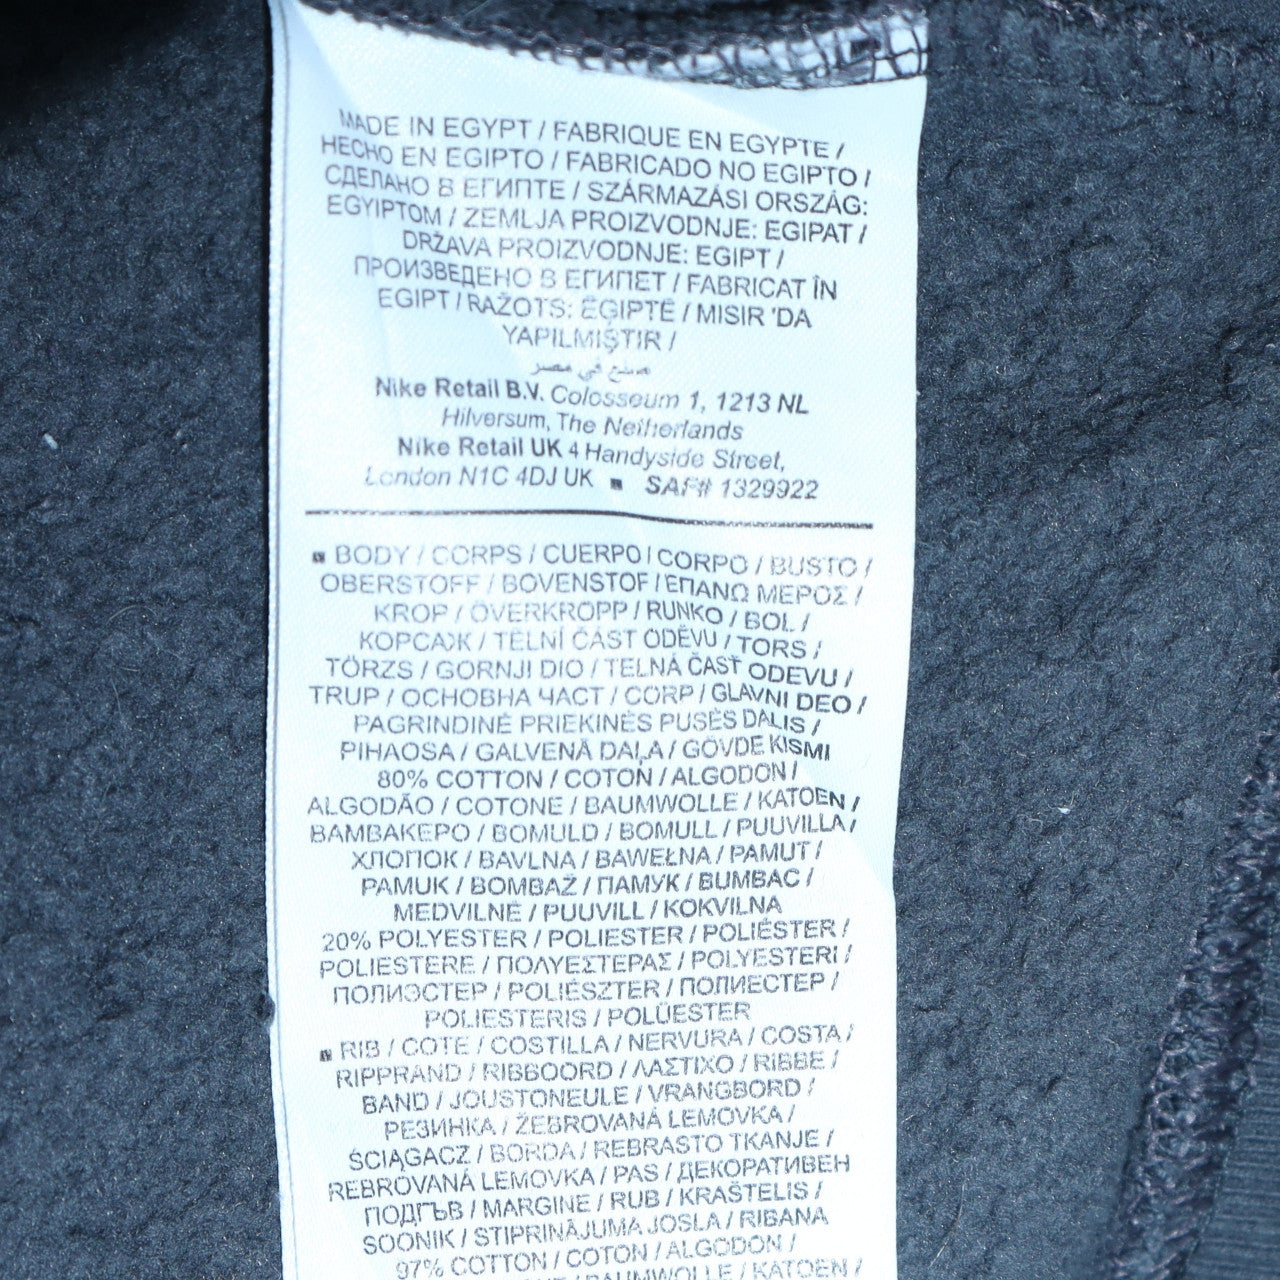 MADE IN EGYPT / FABRIQUE EN EGYPTE /
HECHO EN EGIPTO / FABRICADO NO EGIPTO /
СДЕЛАНО В ЕГИПТЕ / SZÁRMAZÁSI ORSZÁG:
EGYIPTOM / ZEMLJA PROIZVODNJE: EGIPAT /
DRŽAVA PROIZVODNJE: EGIPT /
ПРОИЗВЕДЕНО В ЕГИПЕТ / FABRICAT ÎN
EGIPT / RAŽOTS: ĒĢIPTĒ / MISIR 'DA
YAPILMIŞTIR /
صنع في مصر
Nike Retail B.V. Colosseum 1, 1213 NL
Hilversum, The Netherlands
Nike Retail UK 4 Handyside Street,
London N1C 4DJ UK ■ SAF# 1329922
■ BODY / CORPS / CUERPO / CORPO / BUSTO /
OBERSTOFF / BOVENSTOF / ΕΠΑΝΩ ΜΕΡΟΣ /
KROP / ÖVERKROPP / RUNKO / BOL /
КОРСАЖ / TĚLNÍ ČÁST ODĚVU / TORS /
TÖRZS / GORNJI DIO / TELNÁ ČASŤ ODEVU /
TRUP / ОСНОВНА ЧАСТ / CORP / GLAVNI DEO /
PAGRINDINĖ PRIEKINĖS PUSĖS DALIS /
PIHAOSA / GALVENĀ DAĻA / GÖVDE KISMI
80% COTTON / COTON / ALGODON /
ALGODÃO / COTONE / BAUMWOLLE / KATOEN /
ΒΑΜΒΑΚΕΡΟ / BOMULD / BOMULL / PUUVILLA /
ХЛОПОК / BAVLNA / BAWEŁNA / PAMUT /
PAMUK / BOMBAŽ / ПАМУК / BUMBAC /
MEDVILNĖ / PUUVILL / KOKVILNA
20% POLYESTER / POLIESTER / POLIÉSTER /
POLIESTERE / ΠΟΛΥΕΣΤΕΡΑΣ / POLYESTERI /
ПОЛИЭСТЕР / POLIÉSZTER / ПОЛИЕСТЕР /
POLIESTERIS / POLÜESTER
■ RIB / COTE / COSTILLA / NERVURA / COSTA /
RIPPRAND / RIBBOORD / ΛΑΣΤΙΧΟ / RIBBE /
BAND / JOUSTONEULE / VRANGBORD /
РЕЗИНКА / ŽEBROVANÁ LEMOVKA /
ŚCIĄGACZ / BORDA / REBRASTO TKANJE /
REBROVANÁ LEMOVKA / PAS / ДЕКОРАТИВЕН
ПОДГЪВ / MARGINE / RUB / KRAŠTELIS /
SOONIK / STIPRINĀJUMA JOSLA / RIBANA
97% COTTON / COTON / ALGODON /
BAUMWOLLE / KATOEN /